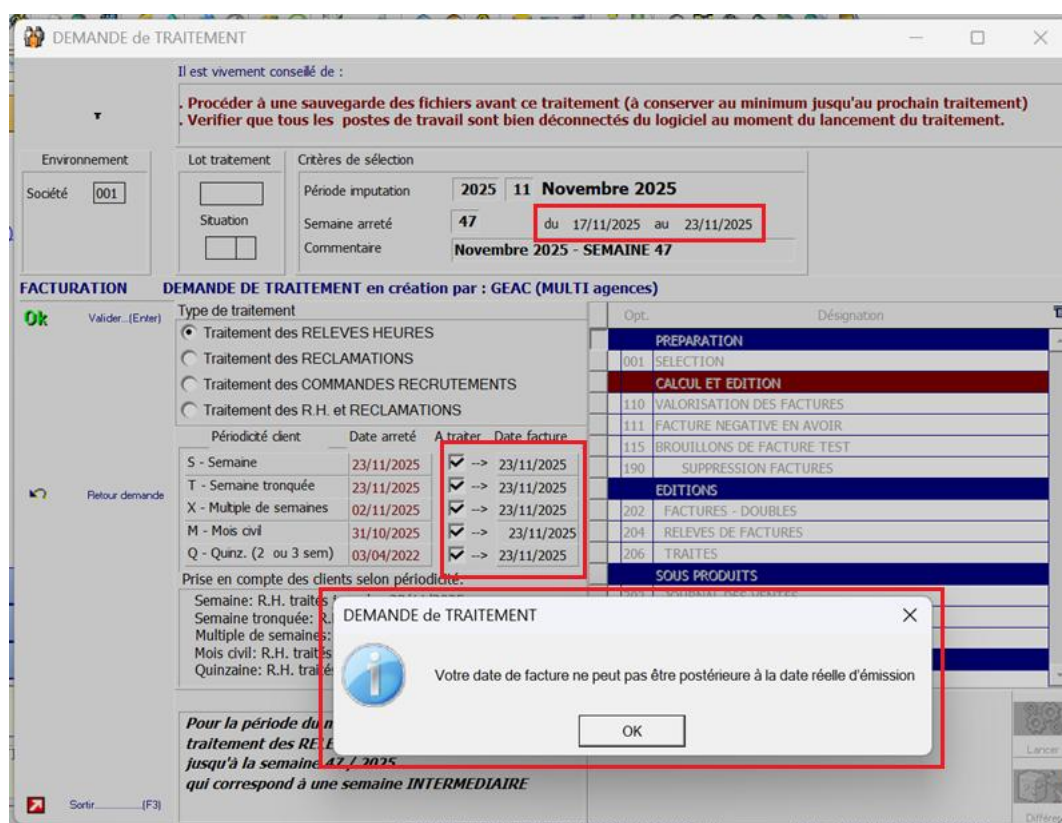 DEMANDE de TRAITEMENT
Il est vivement conseillé de :
. Procéder à une sauvegarde des fichiers avant ce traitement (à conserver au minimum jusqu'au prochain traitement)
. Verifier que tous les postes de travail sont bien déconnectés du logiciel au moment du lancement du traitement.
T
Environnement
Société 001
Lot traitement
Situation
Critères de sélection
Période imputation 2025 11 Novembre 2025
Semaine arreté 47 du 17/11/2025 au 23/11/2025
Commentaire Novembre 2025 - SEMAINE 47
FACTURATION DEMANDE DE TRAITEMENT en création par : GEAC (MULTI agences)
Ok Valider...(Enter)
Type de traitement
Traitement des RELEVES HEURES
Traitement des RECLAMATIONS
Traitement des COMMANDES RECRUTEMENTS
Traitement des R.H. et RECLAMATIONS
Périodicité client Date arreté A traiter Date facture
S - Semaine 23/11/2025 --> 23/11/2025
T - Semaine tronquée 23/11/2025 --> 23/11/2025
X - Multiple de semaines 02/11/2025 --> 23/11/2025
M - Mois civil 31/10/2025 --> 23/11/2025
Q - Quinz. (2 ou 3 sem) 03/04/2022 --> 23/11/2025
Retour demande
Opt. Désignation
PREPARATION
001 SELECTION
CALCUL ET EDITION
110 VALORISATION DES FACTURES
111 FACTURE NEGATIVE EN AVOIR
115 BROUILLONS DE FACTURE TEST
190 SUPPRESSION FACTURES
EDITIONS
202 FACTURES - DOUBLES
204 RELEVES DE FACTURES
206 TRAITES
SOUS PRODUITS
Prise en compte des clients selon périodicité:
Semaine: R.H. traités
Semaine tronquée:
Multiple de semaines:
Mois civil: R.H. traités
Quinzaine: R.H.
DEMANDE de TRAITEMENT
Votre date de facture ne peut pas être postérieure à la date réelle d'émission
OK
Pour la période du
traitement des
jusqu'à la semaine 47 / 2025
qui correspond à une semaine INTERMEDIAIRE
Sortir..............(F3)
Lancer